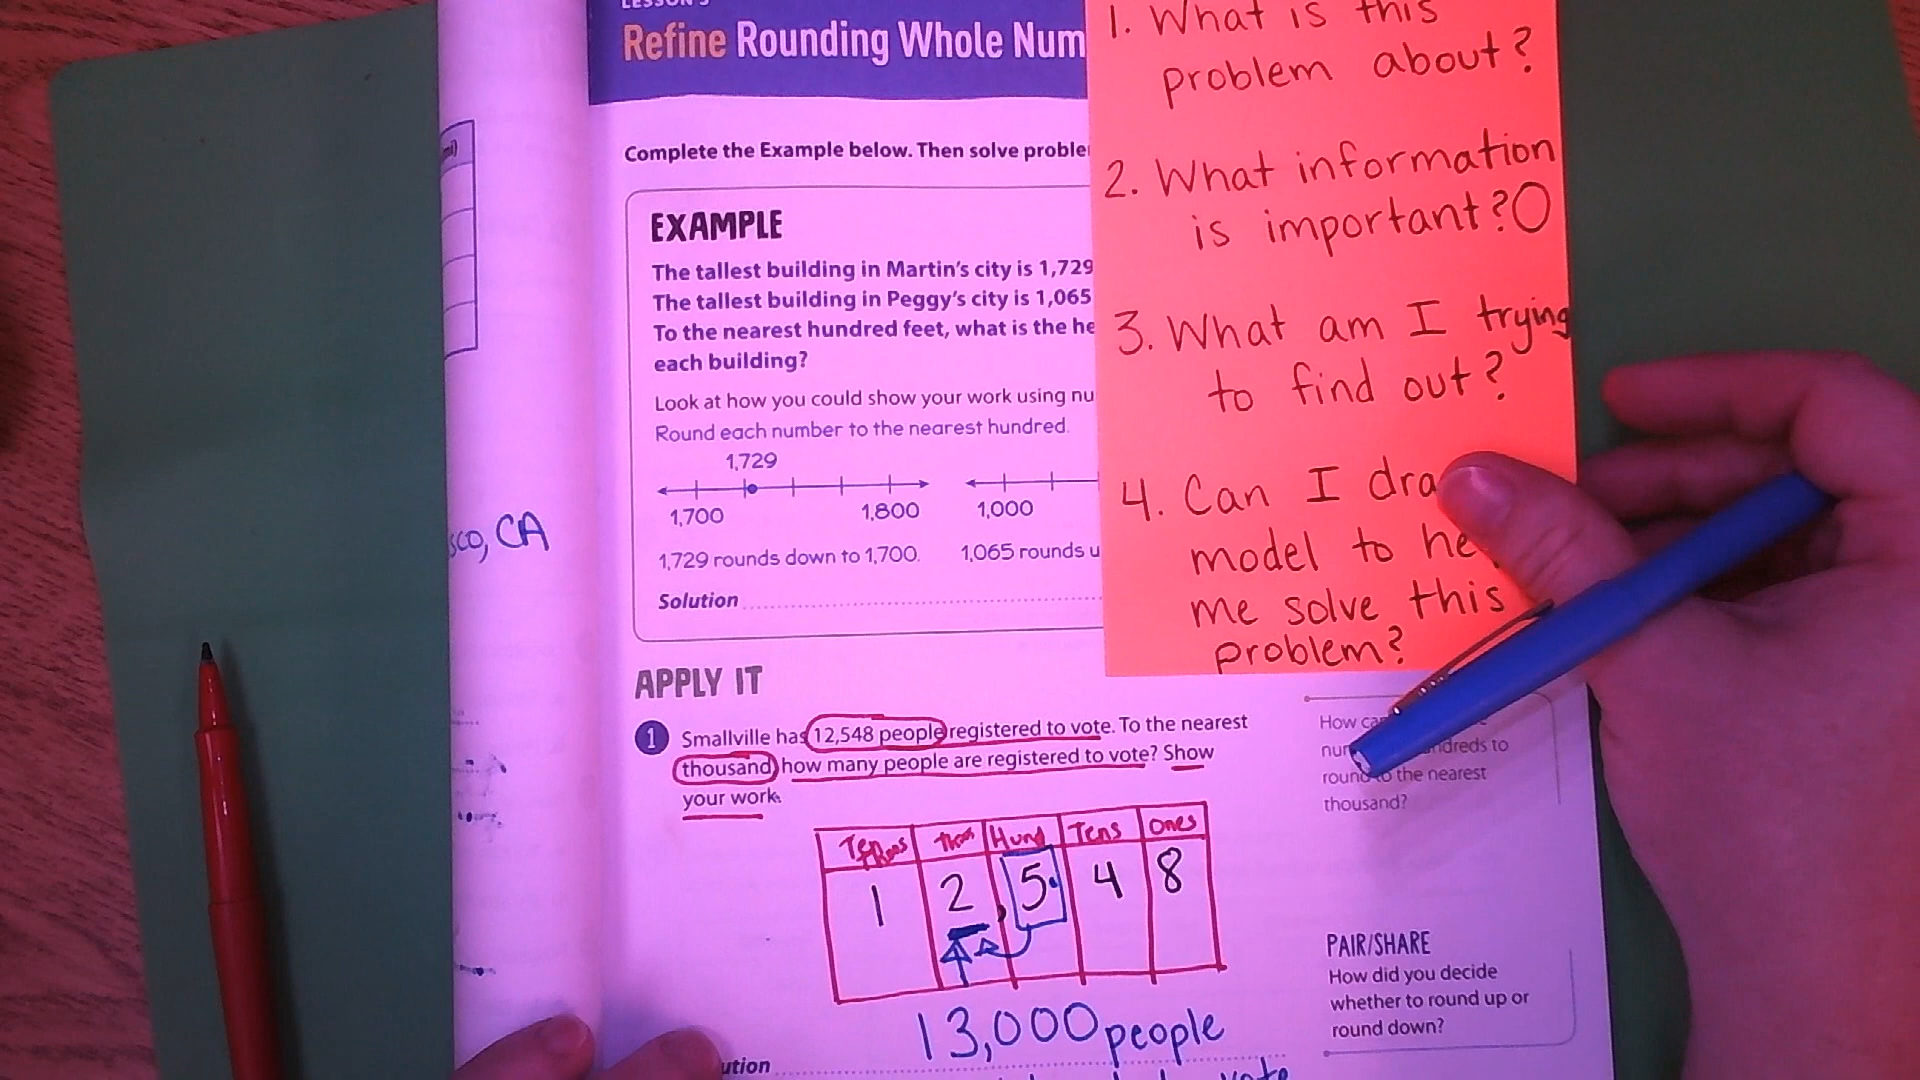 LESSON 3
Refine Rounding Whole Num
Complete the Example below. Then solve proble
EXAMPLE
The tallest building in Martin's city is 1,729
The tallest building in Peggy's city is 1,065
To the nearest hundred feet, what is the he
each building?
Look at how you could show your work using nu
Round each number to the nearest hundred.
1,729
1,700 1,800 1,000
1,729 rounds down to 1,700. 1,065 rounds u
Solution
1. What is this
problem about?
2. What information
is important?
3. What am I trying
to find out?
4. Can I dra
model to he
me solve this
problem?
sco, CA
APPLY IT
1 Smallville has 12,548 people registered to vote. To the nearest
thousand, how many people are registered to vote? Show
your work.
Hund Tens Ones
1 2,5 4 8
13,000 people
ution
vote
How ca
nu ndreds to
round to the nearest
thousand?
PAIR/SHARE
How did you decide
whether to round up or
round down?